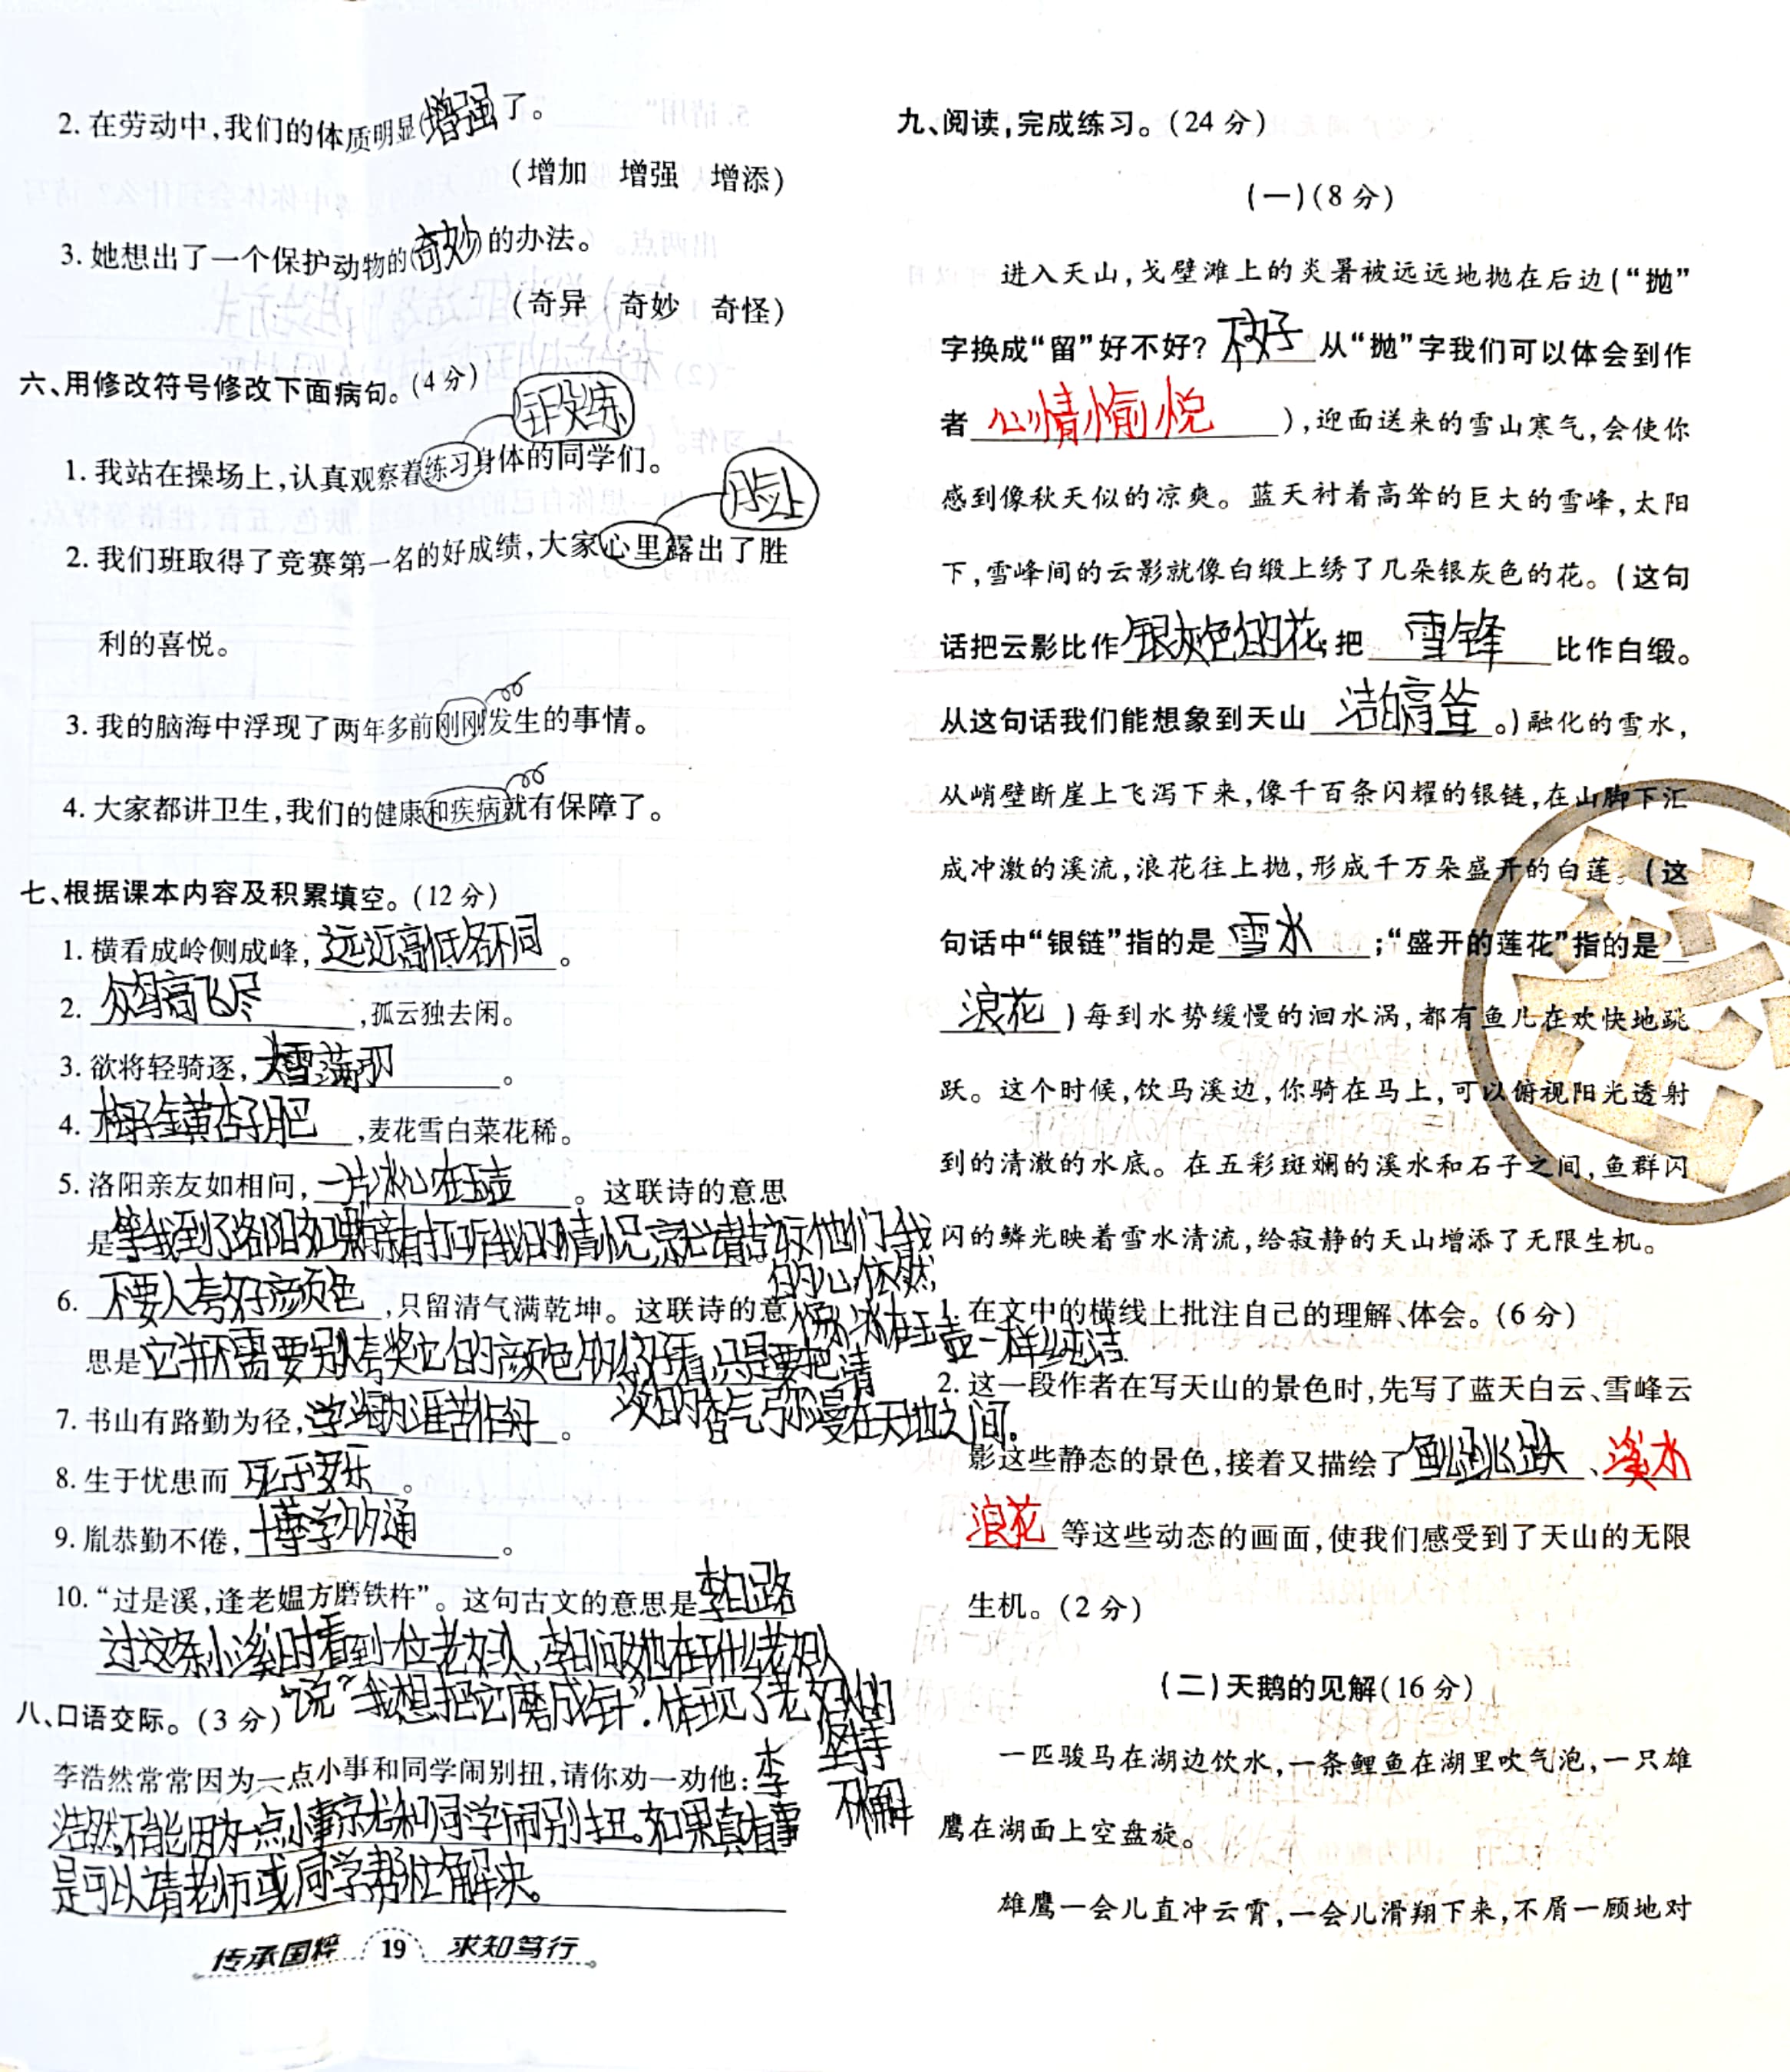 2. 在劳动中,我们的体质明显(增强)了。
(增加 增强 增添)
3. 她想出了一个保护动物的(奇妙)的办法。
(奇异 奇妙 奇怪)
六、用修改符号修改下面病句。(4分)
锻炼
1. 我站在操场上,认真观察着练习身体的同学们。
脸上
2. 我们班取得了竞赛第一名的好成绩,大家心里露出了胜
利的喜悦。
3. 我的脑海中浮现了两年多前刚刚发生的事情。
4. 大家都讲卫生,我们的健康和疾病就有保障了。
七、根据课本内容及积累填空。(12分)
1. 横看成岭侧成峰,远近高低各不同。
2. 众鸟高飞尽,孤云独去闲。
3. 欲将轻骑逐,大雪满刀。
4. 梅子金黄杏子肥,麦花雪白菜花稀。
5. 洛阳亲友如相问,一片冰心在玉壶。这联诗的意思
是等我到了洛阳如果亲有打听我的情况,就请告诉他们我
的心依然
6. 不要人夸好颜色,只留清气满乾坤。这联诗的意
像冰在玉壶一样纯洁
思是它并不需要别人夸奖它的颜色有多么好看,只是要把清
淡的香气弥漫在天地之间。
7. 书山有路勤为径,学海无涯苦作舟。
8. 生于忧患而死于安乐。
9. 胤恭勤不倦,博学多通。
10. “过是溪,逢老媪方磨铁杵”。这句古文的意思是李白路
过这条小溪时看到一位老妇人,李白问她在干什么老妇人
说“我想把它磨成针”.体现了老妇人的
坚持
不懈
八、口语交际。(3分)
李浩然常常因为一点小事和同学闹别扭,请你劝一劝他:李
浩然,不能因为一点小事就和同学闹别扭。如果真有事
是可以请老师或同学帮忙解决。
传承国粹 19 求知笃行
九、阅读,完成练习。(24分)
(一)(8分)
进入天山,戈壁滩上的炎暑被远远地抛在后边(“抛”
字换成“留”好不好?不好 从“抛”字我们可以体会到作
者心情愉悦),迎面送来的雪山寒气,会使你
感到像秋天似的凉爽。蓝天衬着高耸的巨大的雪峰,太阳
下,雪峰间的云影就像白缎上绣了几朵银灰色的花。(这句
话把云影比作银灰色的花;把雪锋比作白缎。
从这句话我们能想象到天山洁白高耸。)融化的雪水,
从峭壁断崖上飞泻下来,像千百条闪耀的银链,在山脚下汇
成冲激的溪流,浪花往上抛,形成千万朵盛开的白莲。(这
句话中“银链”指的是雪水;“盛开的莲花”指的是
浪花)每到水势缓慢的洄水涡,都有鱼儿在欢快地跳
跃。这个时候,饮马溪边,你骑在马上,可以俯视阳光透射
到的清澈的水底。在五彩斑斓的溪水和石子之间,鱼群闪
闪的鳞光映着雪水清流,给寂静的天山增添了无限生机。
1. 在文中的横线上批注自己的理解、体会。(6分)
2. 这一段作者在写天山的景色时,先写了蓝天白云、雪峰云
影这些静态的景色,接着又描绘了鱼儿跳跃、溪水
浪花等这些动态的画面,使我们感受到了天山的无限
生机。(2分)
(二)天鹅的见解(16分)
一匹骏马在湖边饮水,一条鲤鱼在湖里吹气泡,一只雄
鹰在湖面上空盘旋。
雄鹰一会儿直冲云霄,一会儿滑翔下来,不屑一顾地对